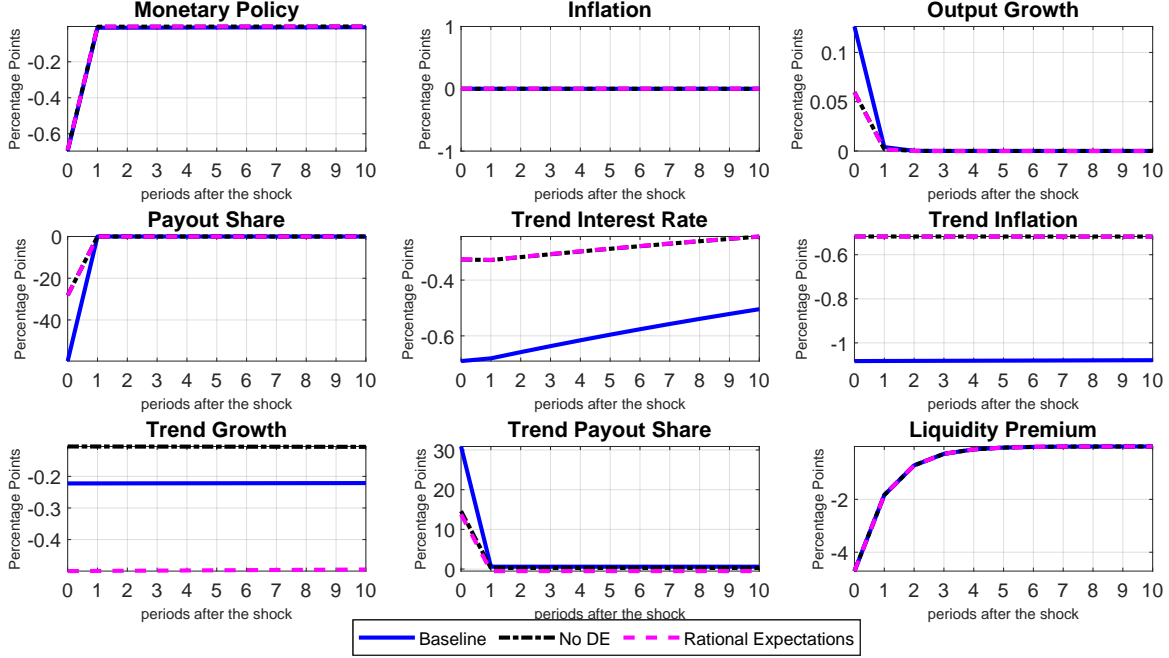 Monetary Policy
Percentage Points
-0.2
-0.4
-0.6
0 1 2 3 4 5 6 7 8 9 10
periods after the shock
Inflation
Percentage Points
1
0
-1
0 1 2 3 4 5 6 7 8 9 10
periods after the shock
Output Growth
Percentage Points
0.1
0.05
0
0 1 2 3 4 5 6 7 8 9 10
periods after the shock
Payout Share
Percentage Points
0
-20
-40
0 1 2 3 4 5 6 7 8 9 10
periods after the shock
Trend Interest Rate
Percentage Points
-0.4
-0.6
0 1 2 3 4 5 6 7 8 9 10
periods after the shock
Trend Inflation
Percentage Points
-0.6
-0.8
-1
0 1 2 3 4 5 6 7 8 9 10
periods after the shock
Trend Growth
Percentage Points
-0.2
-0.3
-0.4
0 1 2 3 4 5 6 7 8 9 10
periods after the shock
Trend Payout Share
Percentage Points
30
20
10
0
0 1 2 3 4 5 6 7 8 9 10
periods after the shock
Liquidity Premium
Percentage Points
-2
-4
0 1 2 3 4 5 6 7 8 9 10
periods after the shock
Baseline No DE Rational Expectations